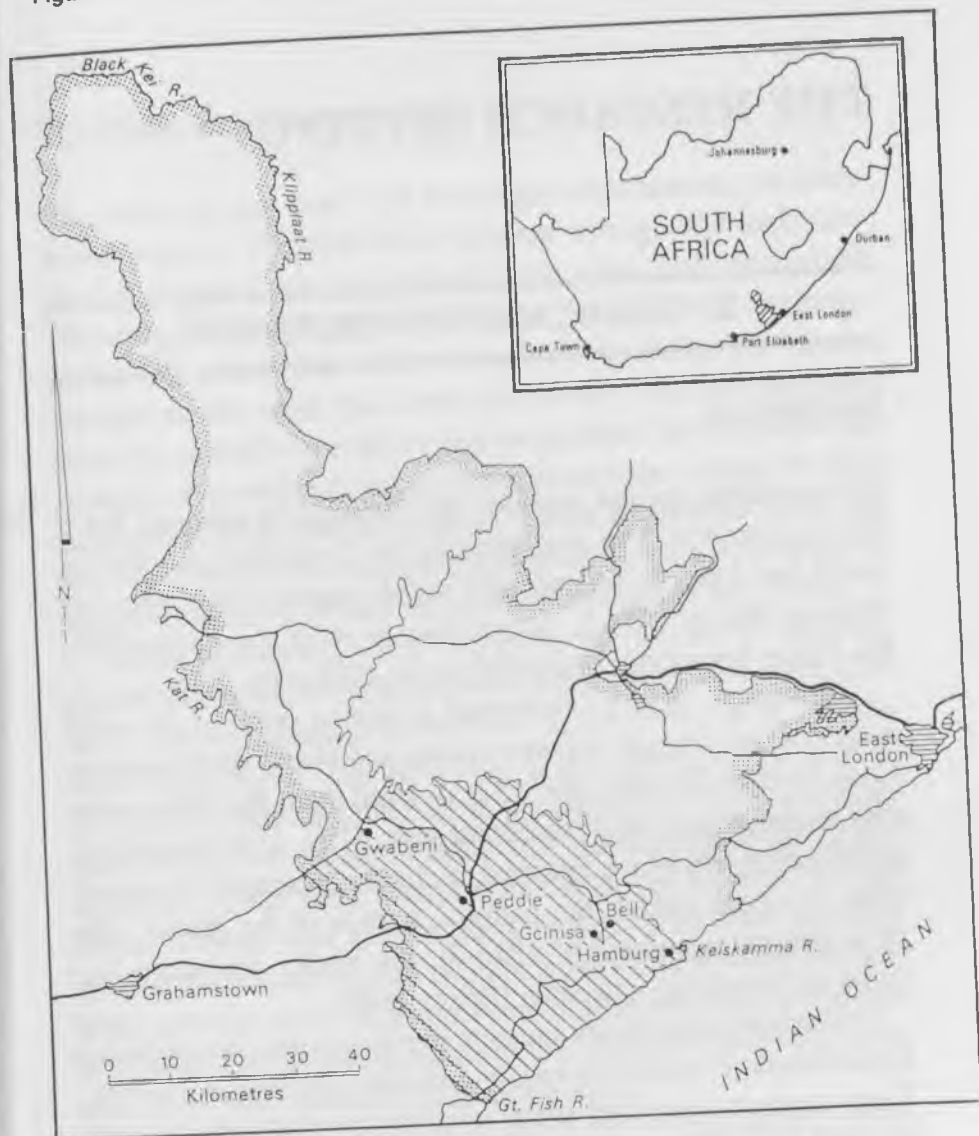 Figu
Black Kei R.
Klipplaat R.
Johannesburg
SOUTH
AFRICA
Durban
East London
Port Elizabeth
Cape Town
N
Kat R.
East
London
Gwabeni
Peddie
Bell
Gcinisa
Hamburg
Keiskamma R.
Grahamstown
INDIAN OCEAN
0 10 20 30 40
Kilometres
Gt. Fish R.